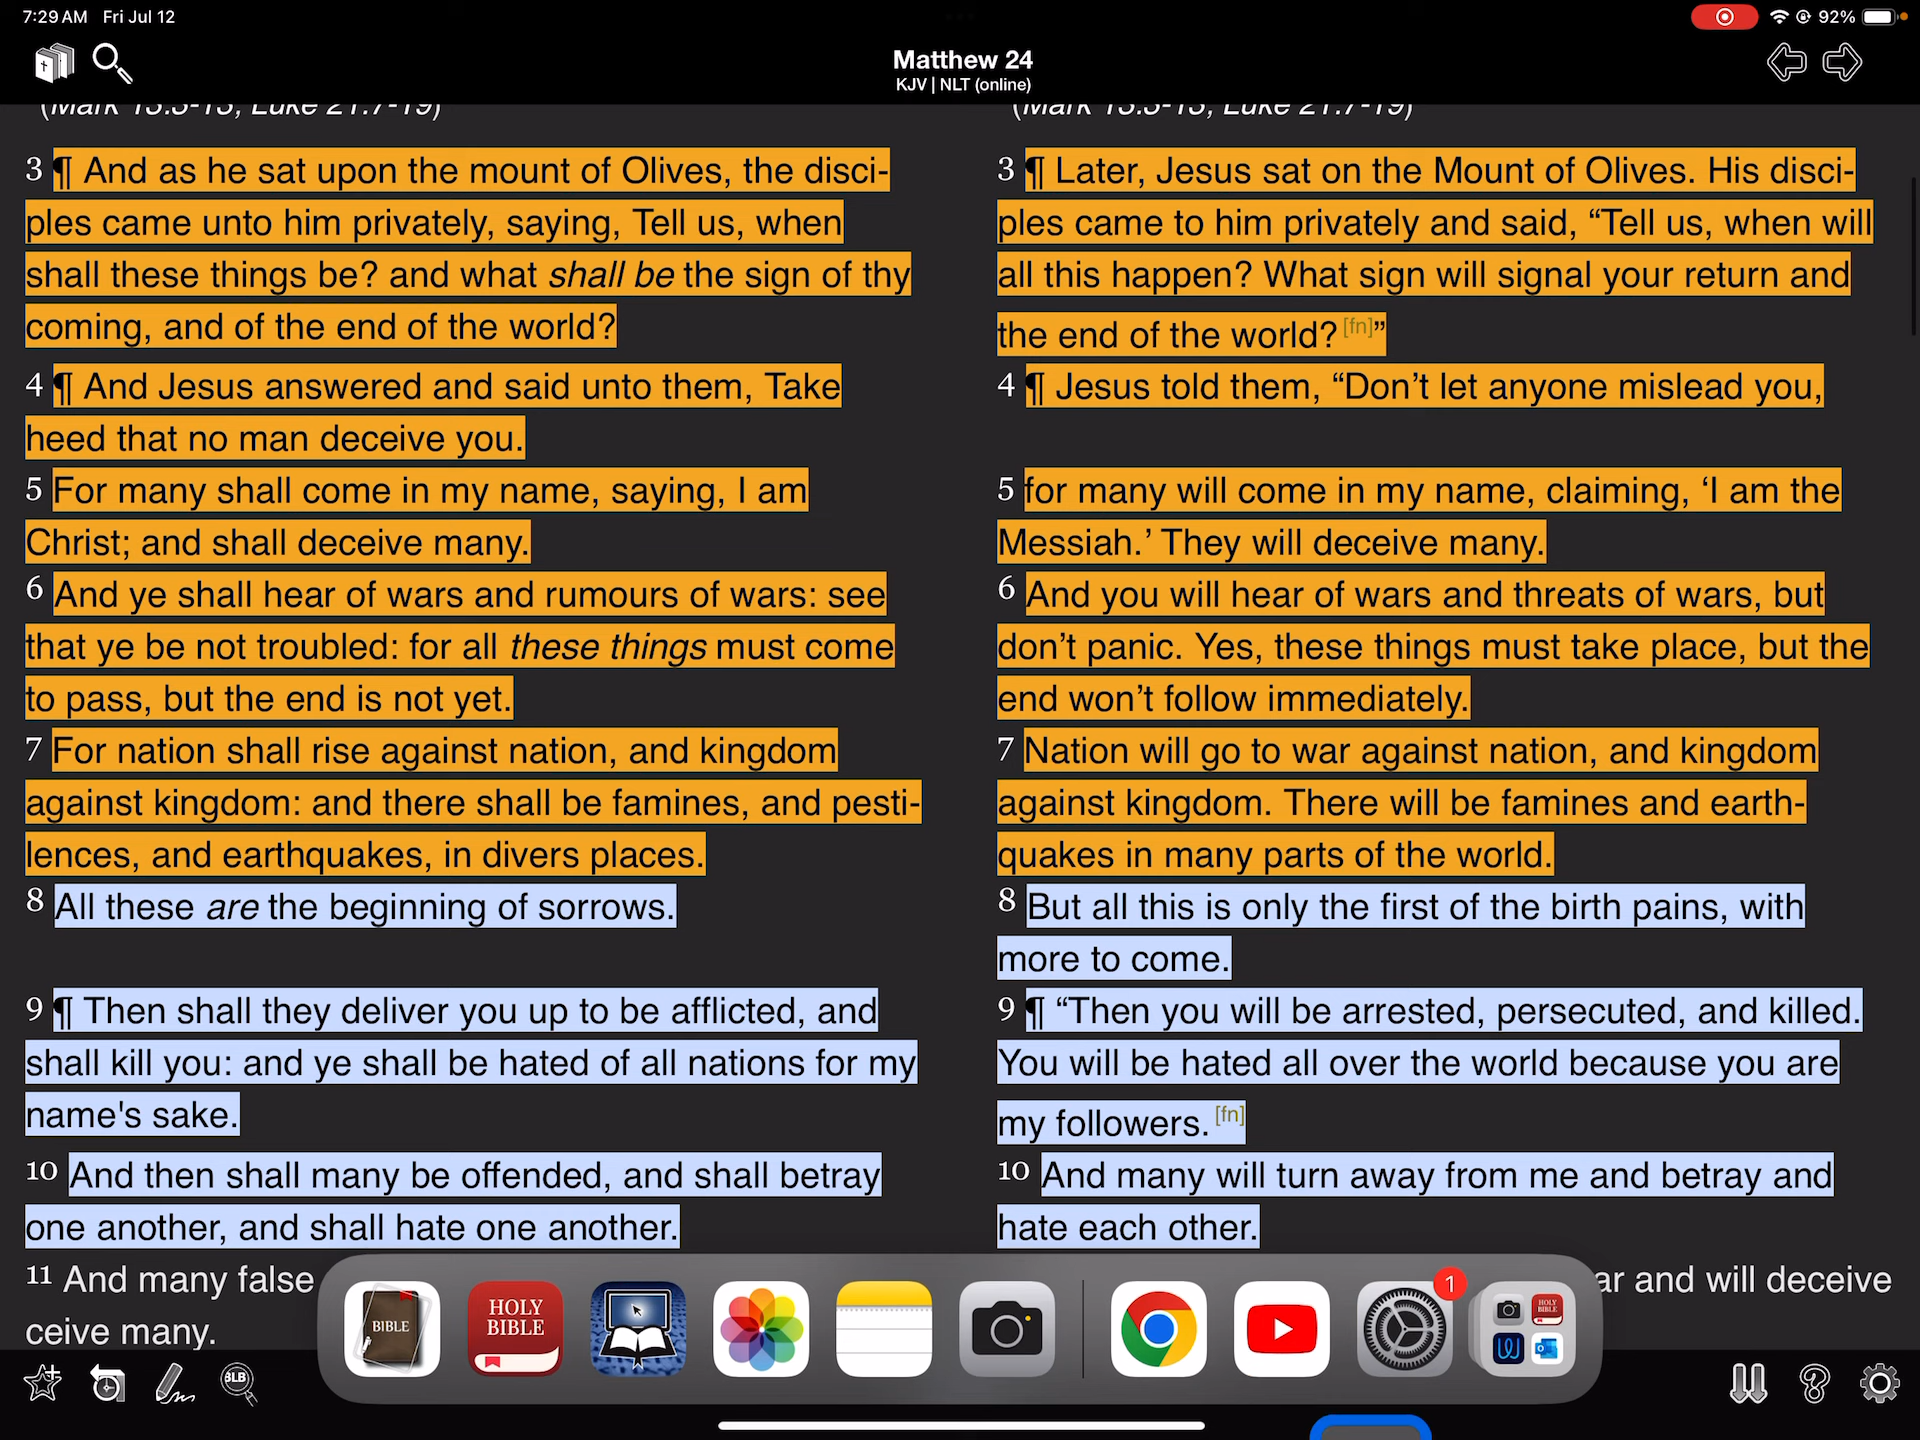 7:29 AM Fri Jul 12
92%
Matthew 24
KJV | NLT (online)
(Mark 13:3-13; Luke 21:7-19)
3 ¶ And as he sat upon the mount of Olives, the disci-
ples came unto him privately, saying, Tell us, when
shall these things be? and what shall be the sign of thy
coming, and of the end of the world?
4 ¶ And Jesus answered and said unto them, Take
heed that no man deceive you.
5 For many shall come in my name, saying, I am
Christ; and shall deceive many.
6 And ye shall hear of wars and rumours of wars: see
that ye be not troubled: for all these things must come
to pass, but the end is not yet.
7 For nation shall rise against nation, and kingdom
against kingdom: and there shall be famines, and pesti-
lences, and earthquakes, in divers places.
8 All these are the beginning of sorrows.
9 ¶ Then shall they deliver you up to be afflicted, and
shall kill you: and ye shall be hated of all nations for my
name's sake.
10 And then shall many be offended, and shall betray
one another, and shall hate one another.
11 And many false
ceive many.
(Mark 13:3-13; Luke 21:7-19)
3 ¶ Later, Jesus sat on the Mount of Olives. His disci-
ples came to him privately and said, “Tell us, when will
all this happen? What sign will signal your return and
the end of the world? [fn]”
4 ¶ Jesus told them, “Don’t let anyone mislead you,
5 for many will come in my name, claiming, ‘I am the
Messiah.’ They will deceive many.
6 And you will hear of wars and threats of wars, but
don’t panic. Yes, these things must take place, but the
end won’t follow immediately.
7 Nation will go to war against nation, and kingdom
against kingdom. There will be famines and earth-
quakes in many parts of the world.
8 But all this is only the first of the birth pains, with
more to come.
9 ¶ “Then you will be arrested, persecuted, and killed.
You will be hated all over the world because you are
my followers. [fn]
10 And many will turn away from me and betray and
hate each other.
ar and will deceive
BIBLE
HOLY
BIBLE
1
HOLY
BIBLE
BLB